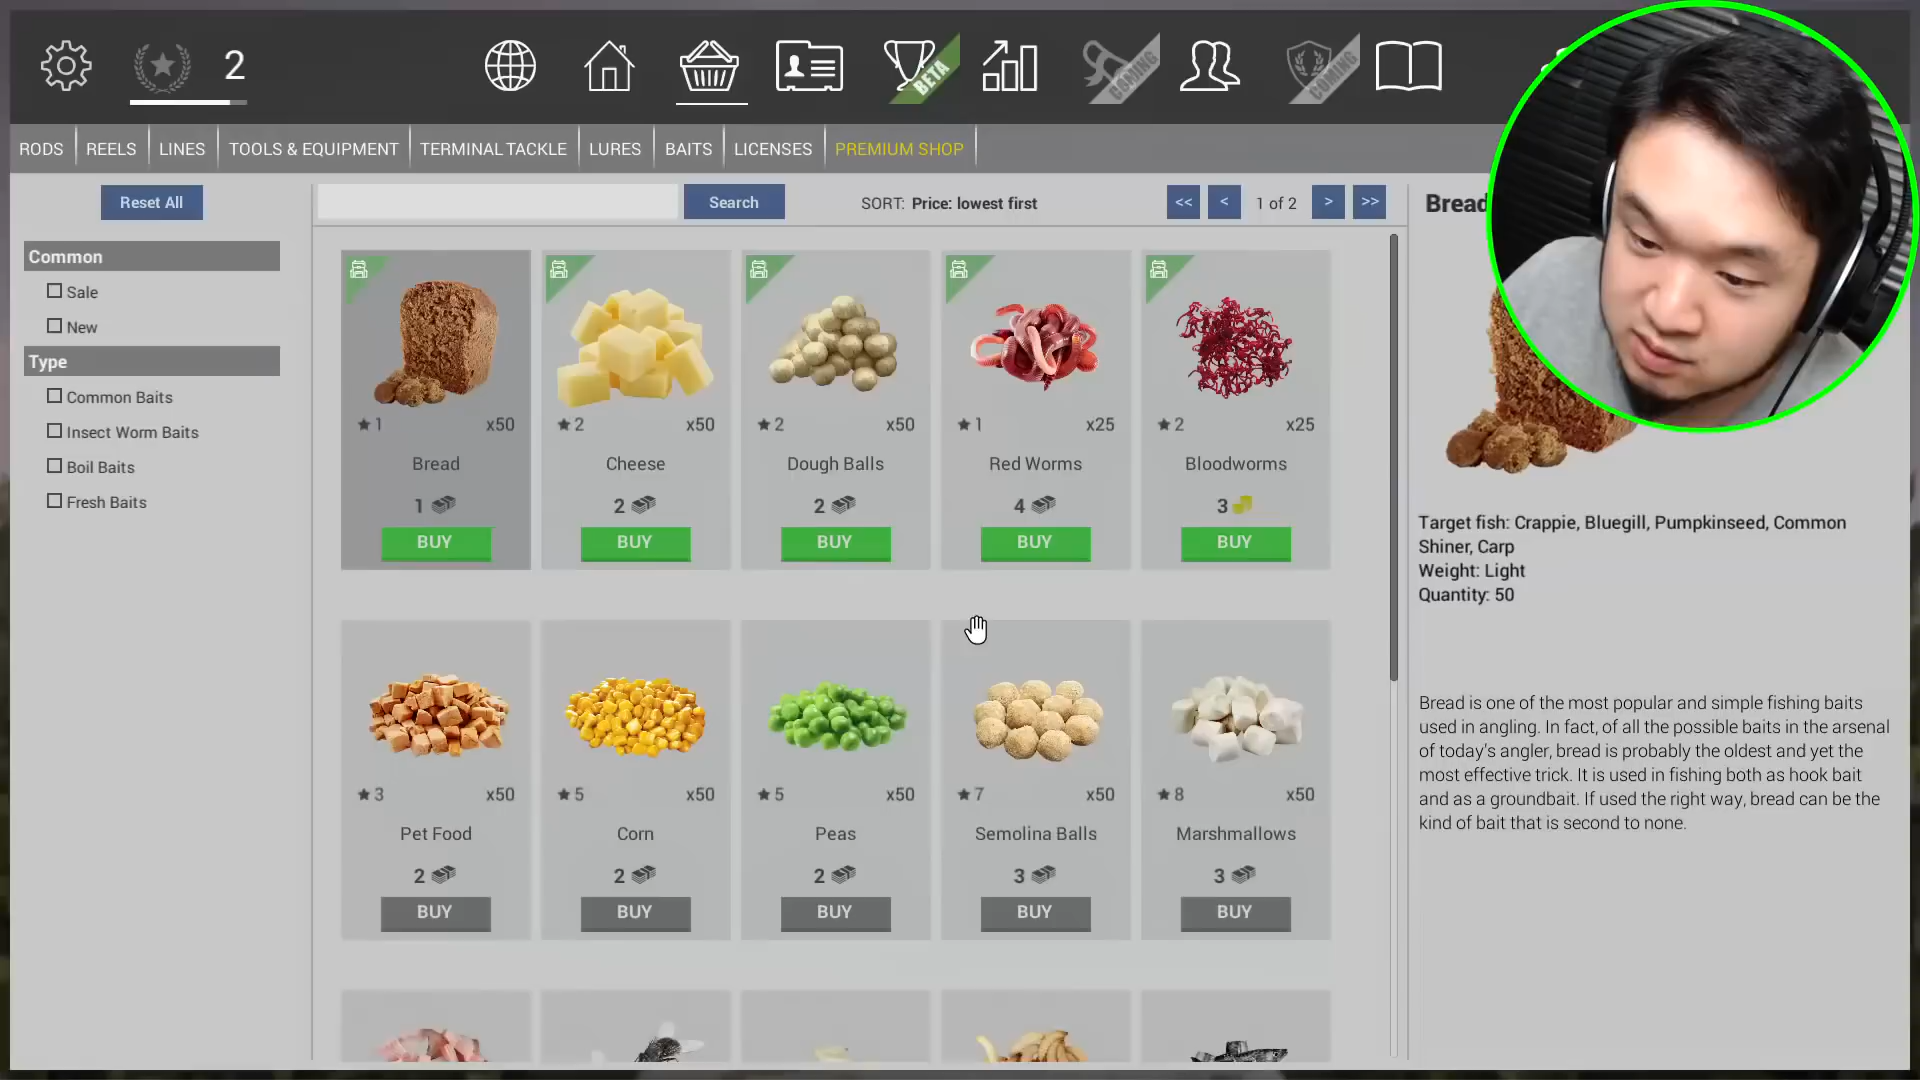 2
BETA
COMING
COMING
RODS REELS LINES TOOLS & EQUIPMENT TERMINAL TACKLE LURES BAITS LICENSES PREMIUM SHOP
Reset All
Search
SORT: Price: lowest first
<< < 1 of 2 > >>
Bread
Common
Sale
New
Type
Common Baits
Insect Worm Baits
Boil Baits
Fresh Baits
1 x50 2 x50 2 x50 1 x25 2 x25
Bread Cheese Dough Balls Red Worms Bloodworms
1 2 2 4 3
BUY BUY BUY BUY BUY
3 x50 5 x50 5 x50 7 x50 8 x50
Pet Food Corn Peas Semolina Balls Marshmallows
2 2 2 3 3
BUY BUY BUY BUY BUY
Target fish: Crappie, Bluegill, Pumpkinseed, Common
Shiner, Carp
Weight: Light
Quantity: 50
Bread is one of the most popular and simple fishing baits
used in angling. In fact, of all the possible baits in the arsenal
of today's angler, bread is probably the oldest and yet the
most effective trick. It is used in fishing both as hook bait
and as a groundbait. If used the right way, bread can be the
kind of bait that is second to none.